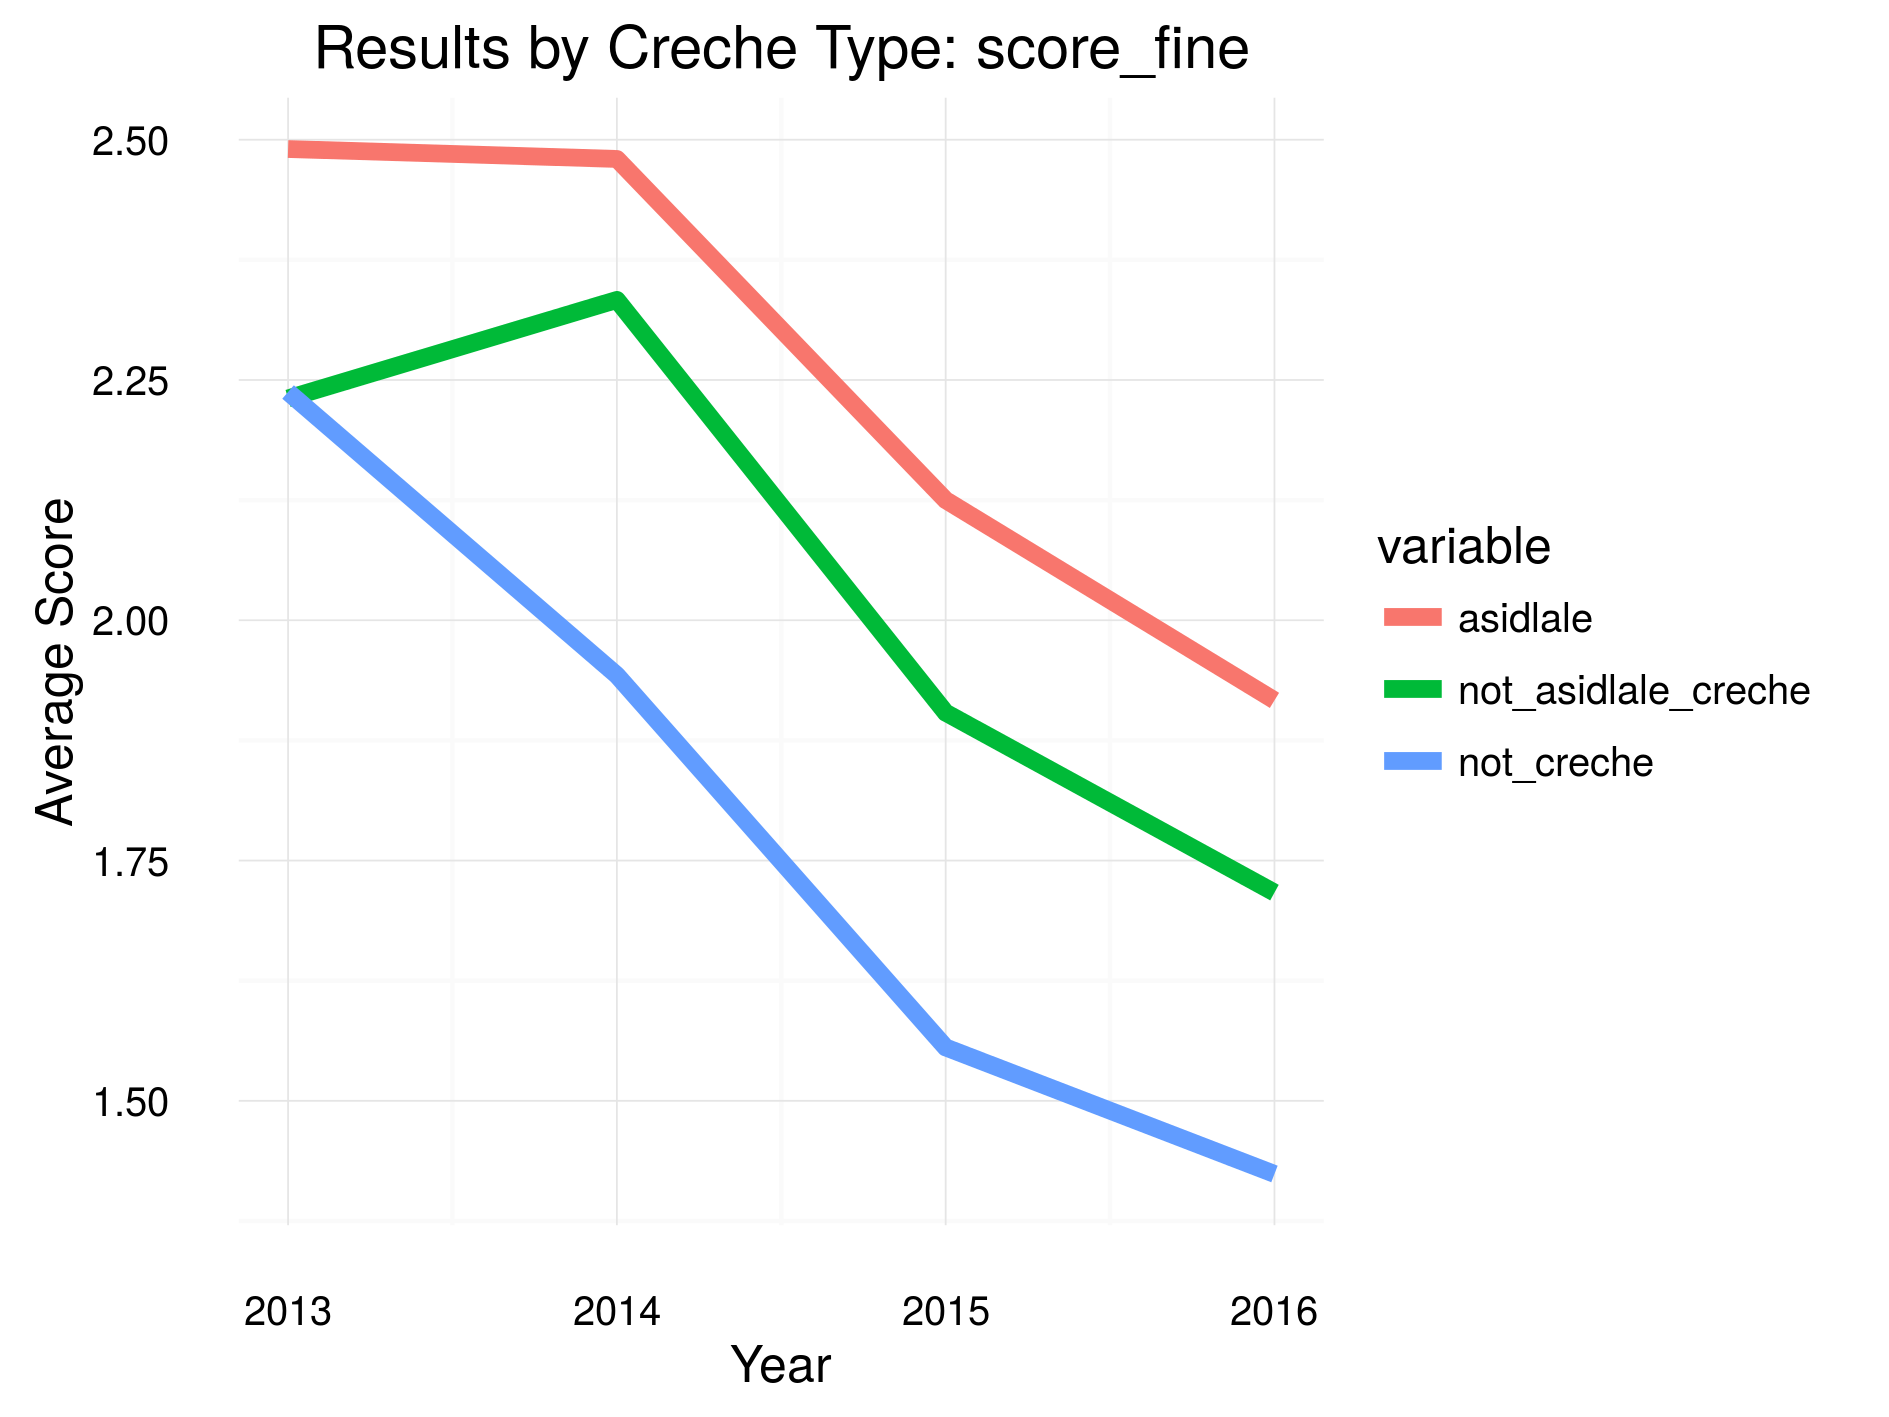 Results by Creche Type: score_fine
2.50
2.25
2.00
1.75
1.50
Average Score
2013 2014 2015 2016
Year
variable
asidlale
not_asidlale_creche
not_creche